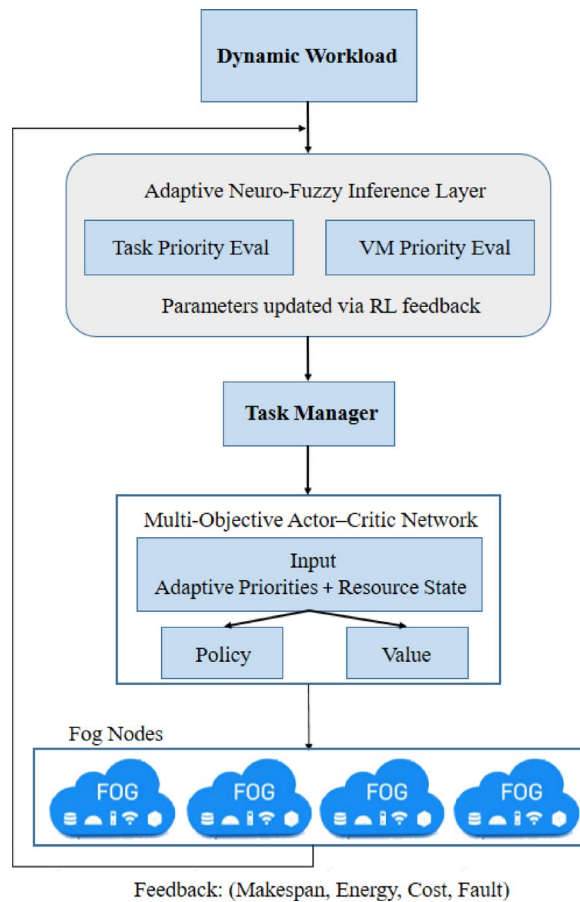 Dynamic Workload
Adaptive Neuro-Fuzzy Inference Layer
Task Priority Eval
VM Priority Eval
Parameters updated via RL feedback
Task Manager
Multi-Objective Actor–Critic Network
Input
Adaptive Priorities + Resource State
Policy
Value
Fog Nodes
FOG
FOG
FOG
FOG
Feedback: (Makespan, Energy, Cost, Fault)